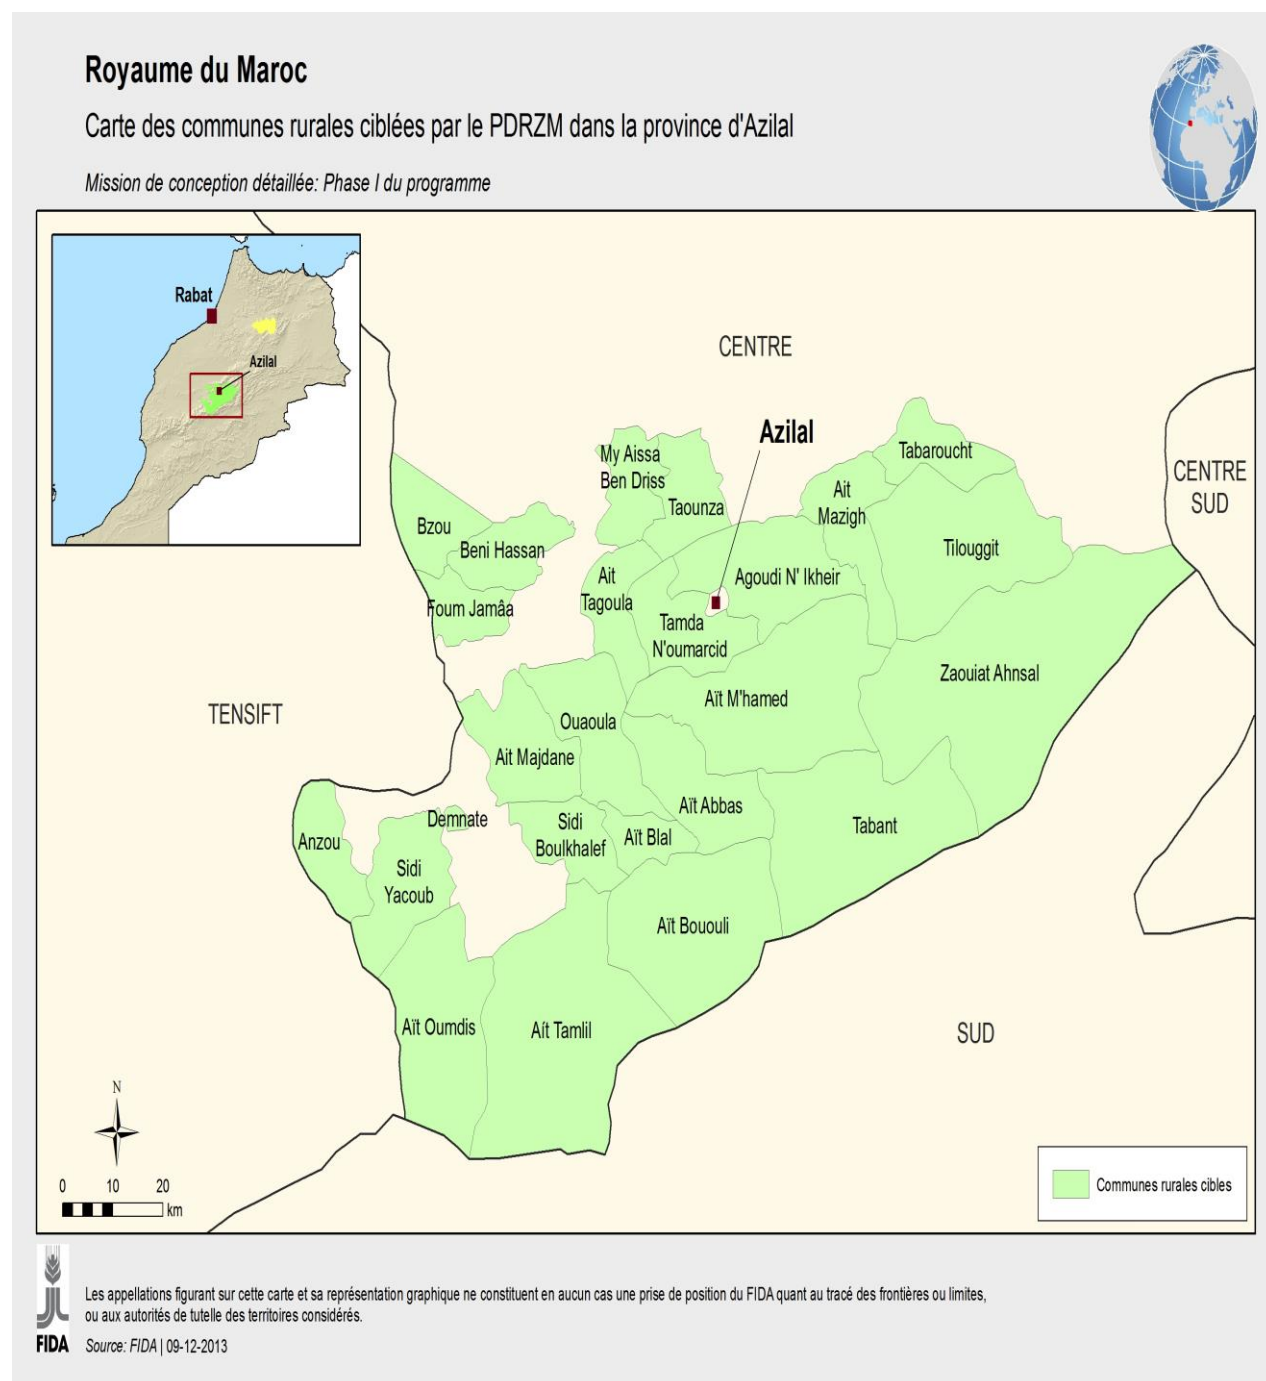 Royaume du Maroc
Carte des communes rurales ciblées par le PDRZM dans la province d'Azilal
Mission de conception détaillée: Phase I du programme
Rabat
Azilal
CENTRE
Azilal
CENTRE
SUD
TENSIFT
SUD
Tabaroucht
My Aissa
Ben Driss
Taounza
Ait
Mazigh
Bzou
Beni Hassan
Tilouggit
Ait
Tagoula
Agoudi N' Ikheir
Foum Jamâa
Tamda
N'oumarcid
Zaouiat Ahnsal
Aït M'hamed
Ouaoula
Ait Majdane
Aït Abbas
Demnate
Sidi
Boulkhalef
Aït Blal
Tabant
Anzou
Sidi
Yacoub
Aït Bououli
Aït Oumdis
Aít Tamlil
N
0 10 20
km
Communes rurales cibles
Les appellations figurant sur cette carte et sa représentation graphique ne constituent en aucun cas une prise de position du FIDA quant au tracé des frontières ou limites,
ou aux autorités de tutelle des territoires considérés.
FIDA
Source: FIDA | 09-12-2013